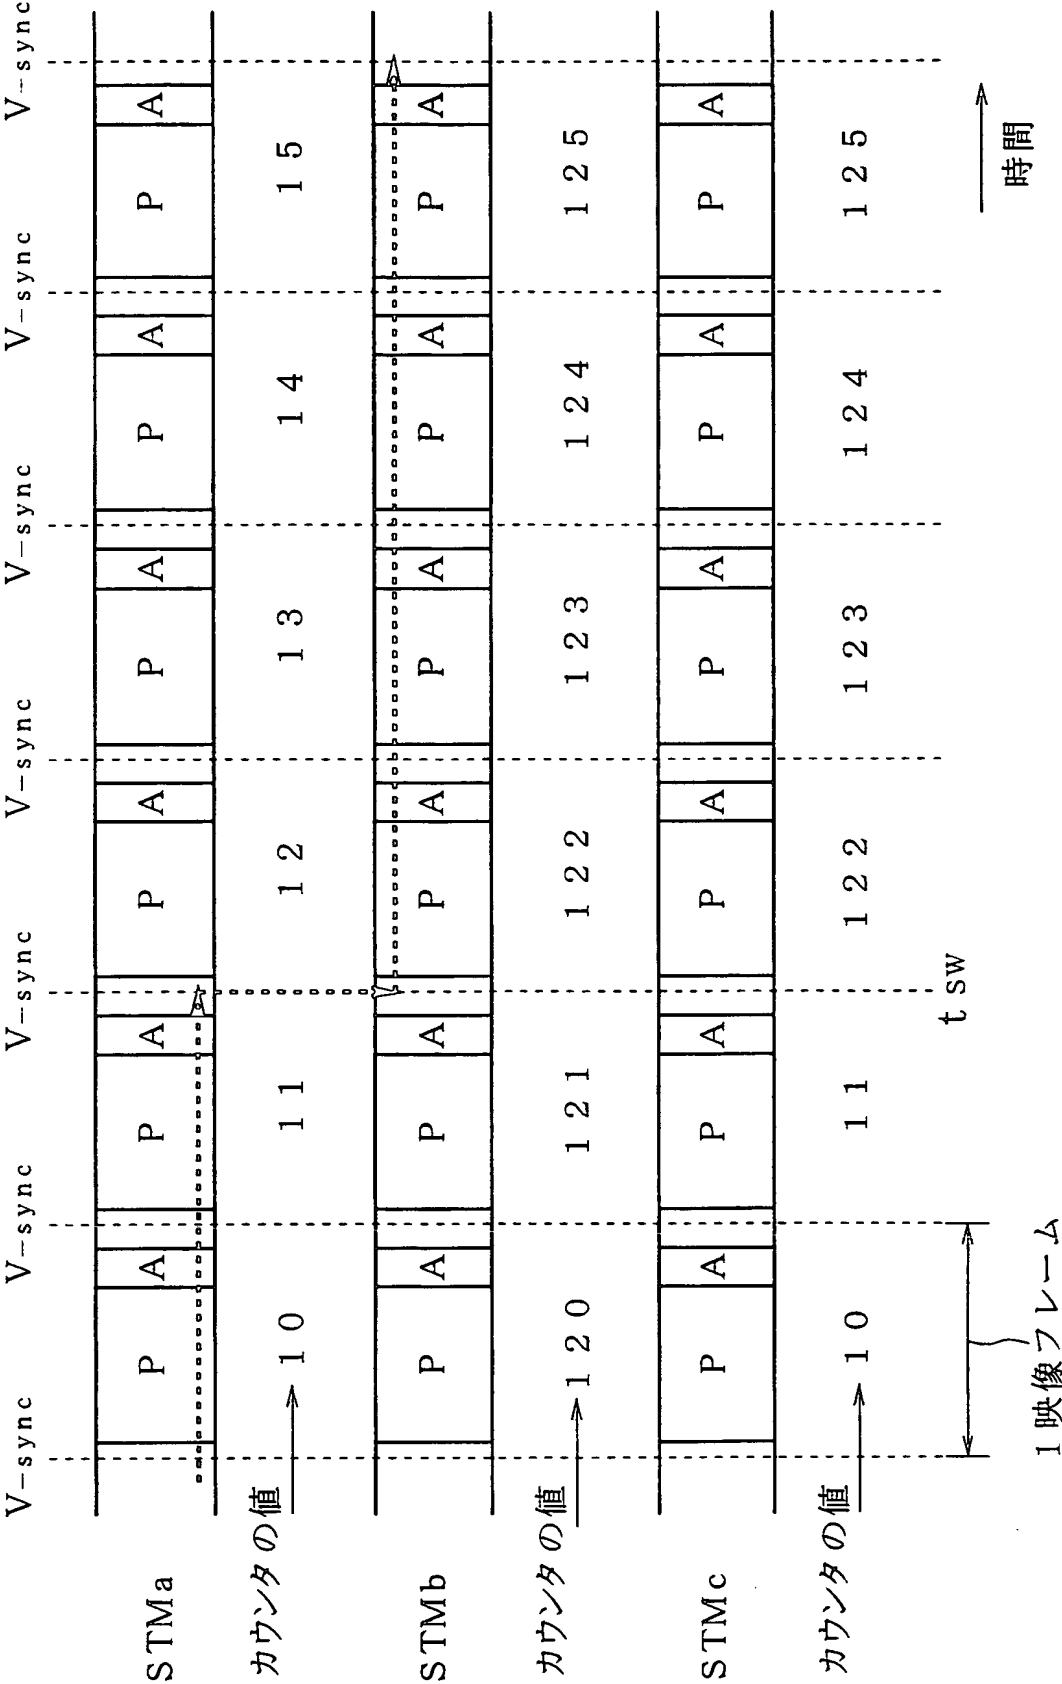 V-sync V-sync V-sync V-sync V-sync V-sync V-sync
STMa P A P A P A P A P A P A
カウンタの値 10 11 12 13 14 15
STMb P A P A P A P A P A P A
カウンタの値 120 121 122 123 124 125
STMc P A P A P A P A P A P A
カウンタの値 10 11 122 123 124 125
tsw
時間
1映像フレーム